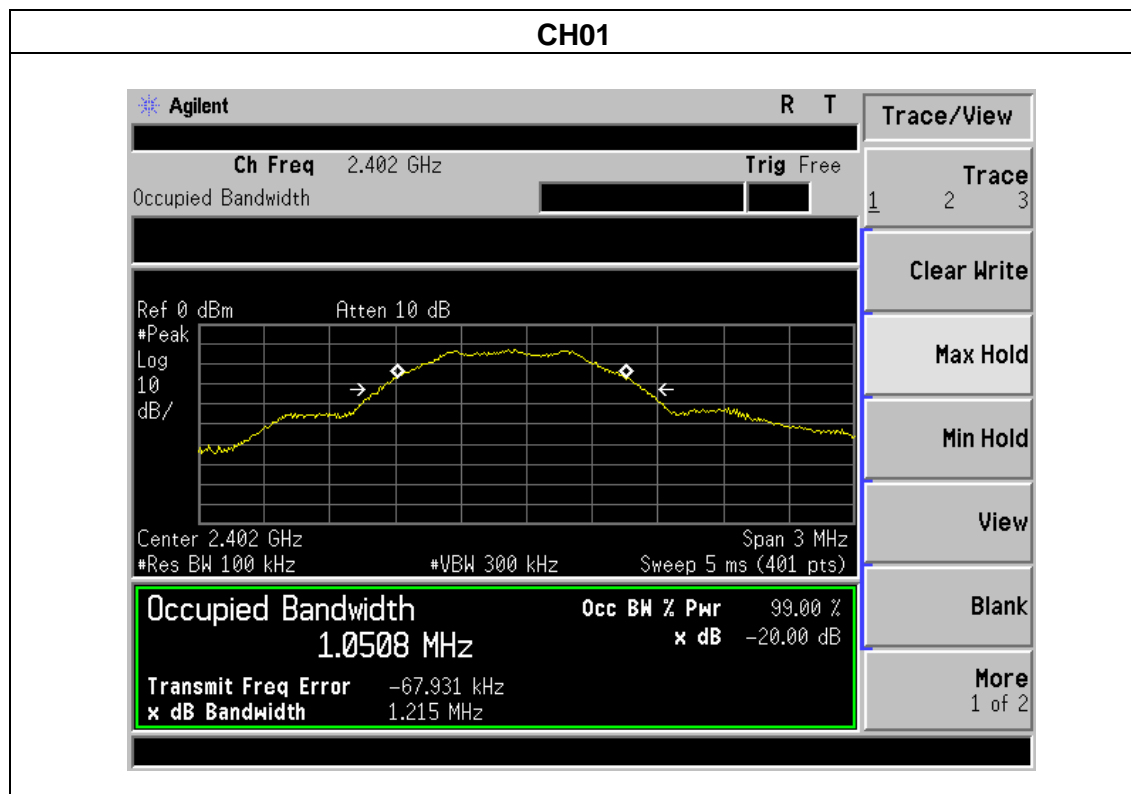 CH01
Agilent R T
Trace/View
Ch Freq 2.402 GHz Trig Free
Occupied Bandwidth
Trace
1 2 3
Clear Write
Ref 0 dBm Atten 10 dB
#Peak
Log
10
dB/
Max Hold
Min Hold
View
Center 2.402 GHz Span 3 MHz
#Res BW 100 kHz #VBW 300 kHz Sweep 5 ms (401 pts)
Occupied Bandwidth Occ BW % Pwr 99.00 %
1.0508 MHz x dB -20.00 dB
Blank
Transmit Freq Error -67.931 kHz
x dB Bandwidth 1.215 MHz
More
1 of 2